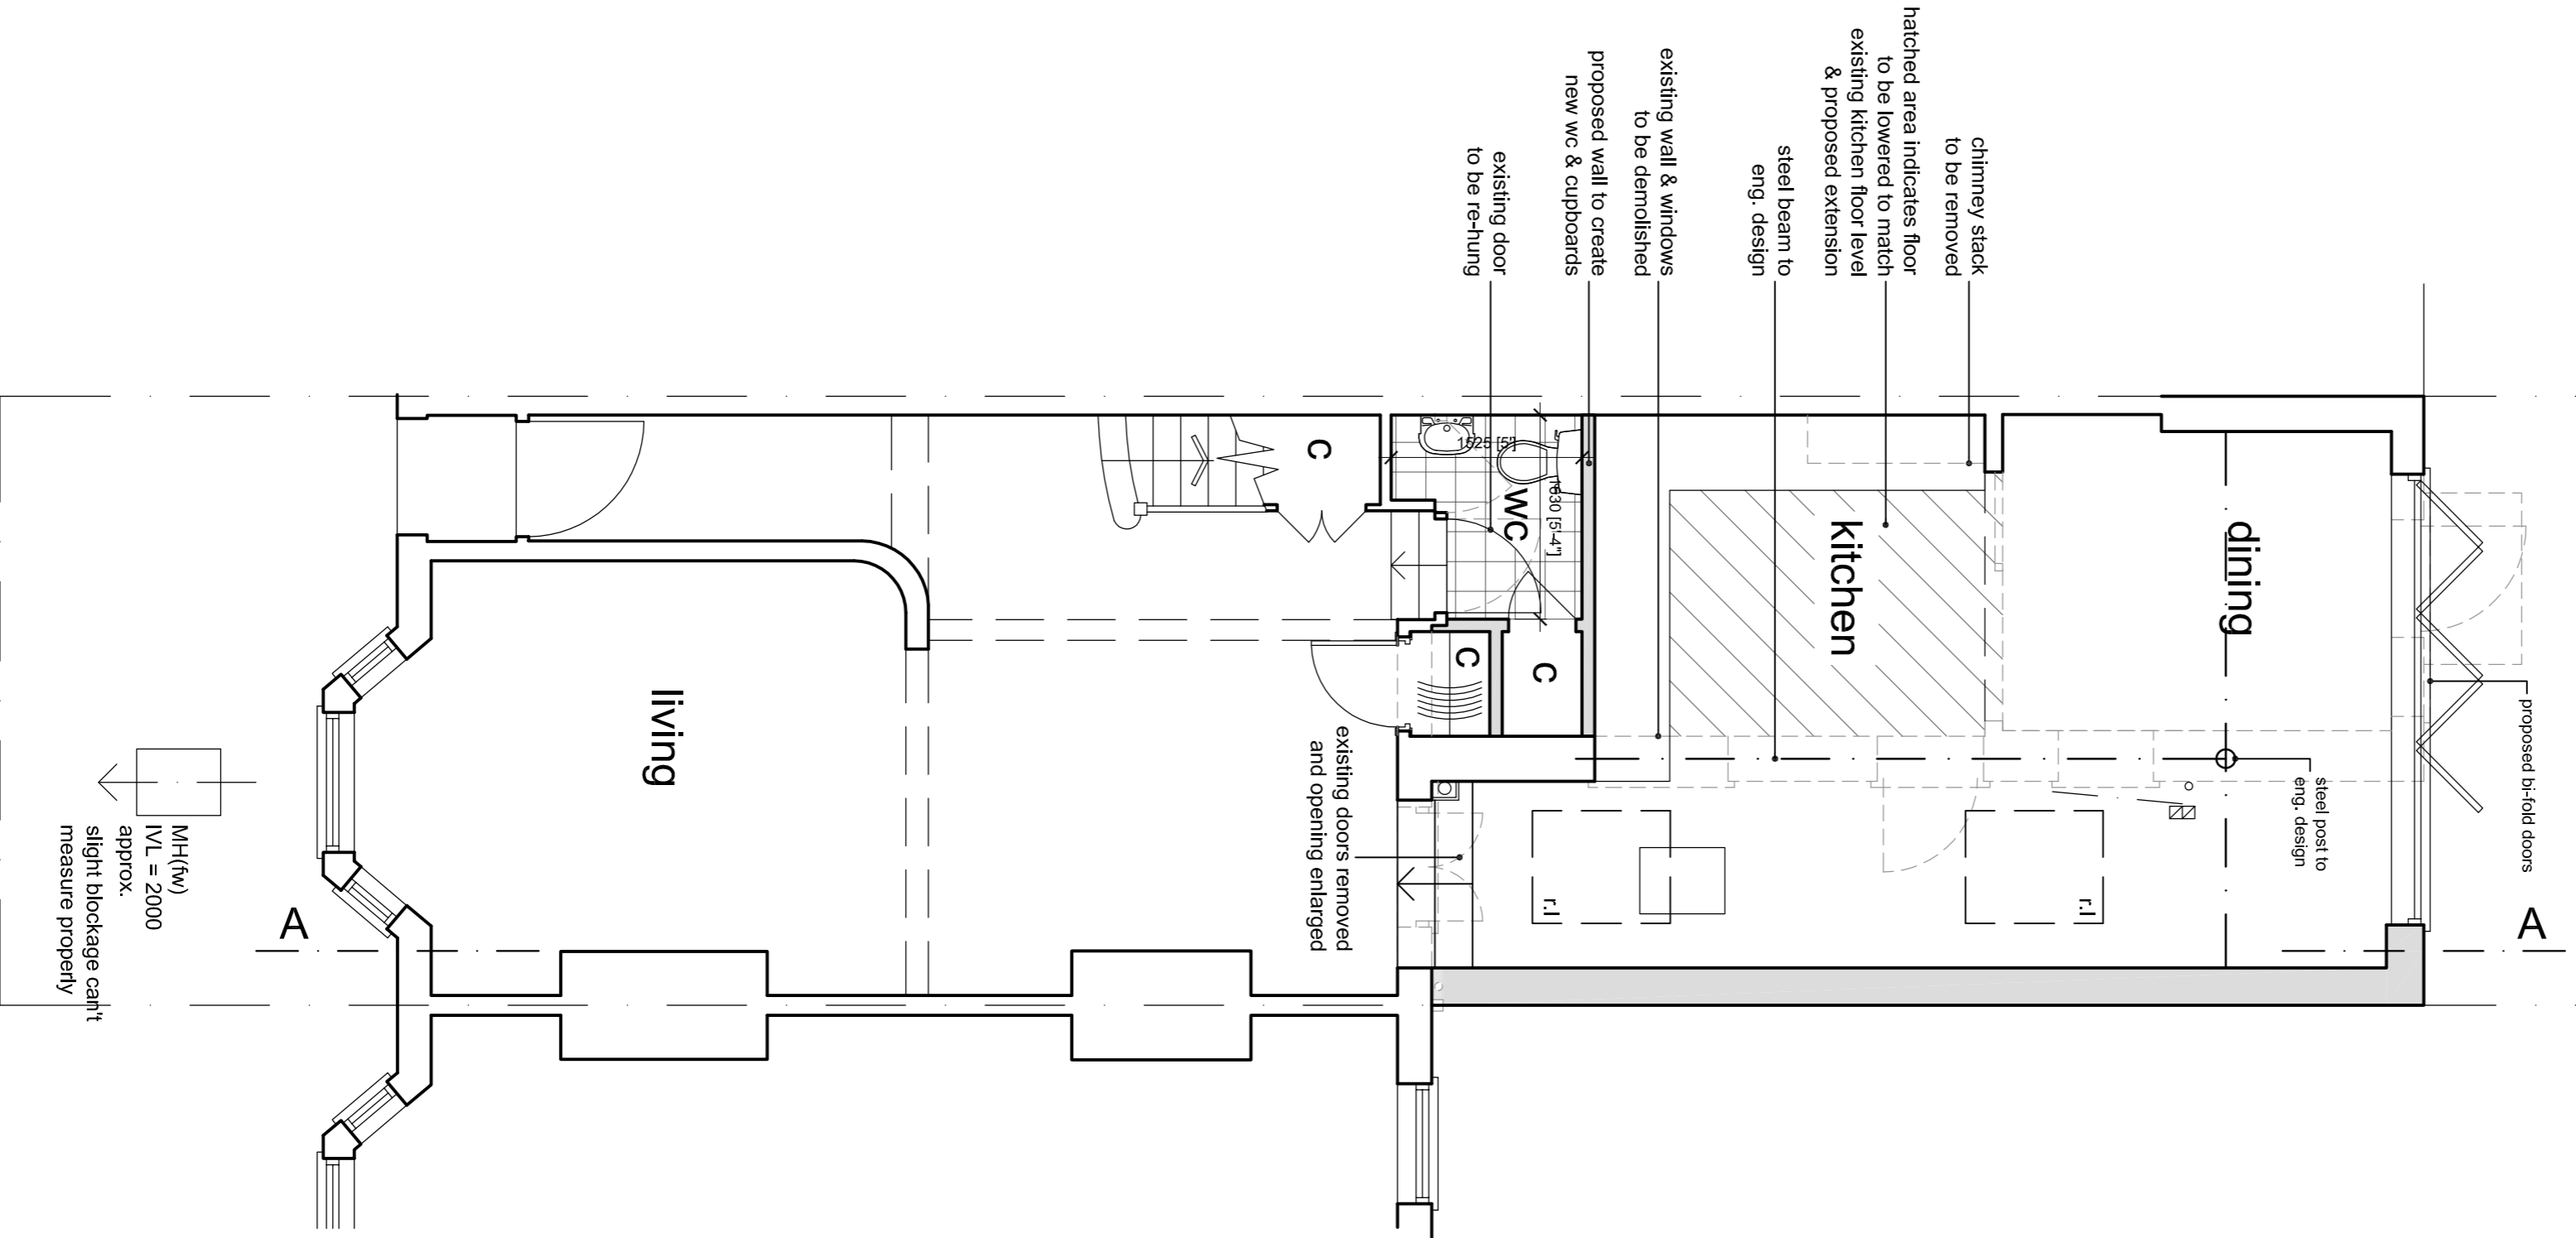 hatched area indicates floor
to be lowered to match
existing kitchen floor level
& proposed extension
chimney stack
to be removed
steel beam to
eng. design
existing wall & windows
to be demolished
proposed wall to create
new wc & cupboards
existing door
to be re-hung
proposed bi-fold doors
steel post to
eng. design
dining
kitchen
wc
1525 [5']
1630 [5'-4"]
c
c
c
living
existing doors removed
and opening enlarged
r.l
r.l
A
A
MH(fw)
IVL = 2000
approx.
slight blockage can't
measure properly